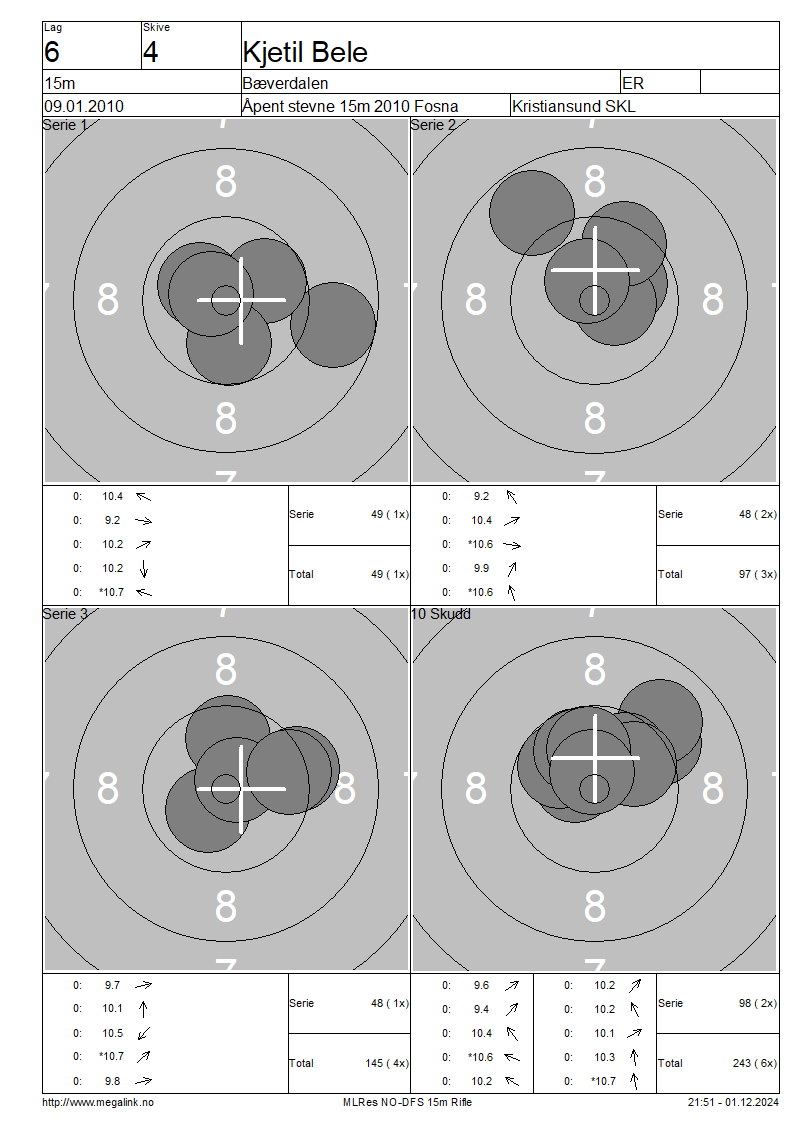 Lag Skive
6 4 Kjetil Bele
15m Bæverdalen ER
09.01.2010 Åpent stevne 15m 2010 Fosna Kristiansund SKL
Serie 1 7 Serie 2 7
8 8
7 8 8 7 8 8 7
8 8
7 7
0: 10.4 0: 9.2
Serie 49 ( 1x) Serie 48 ( 2x)
0: 9.2 0: 10.4
0: 10.2 0: *10.6
0: 10.2 0: 9.9
Total 49 ( 1x) Total 97 ( 3x)
0: *10.7 0: *10.6
Serie 3 7 10 Skudd 7
8 8
7 8 8 7 8 8 7
8 8
7 7
0: 9.7 0: 9.6 0: 10.2
Serie 48 ( 1x) Serie 98 ( 2x)
0: 10.1 0: 9.4 0: 10.2
0: 10.5 0: 10.4 0: 10.1
0: *10.7 0: *10.6 0: 10.3
Total 145 ( 4x) Total 243 ( 6x)
0: 9.8 0: 10.2 0: *10.7
http://www.megalink.no MLRes NO-DFS 15m Rifle 21:51 - 01.12.2024